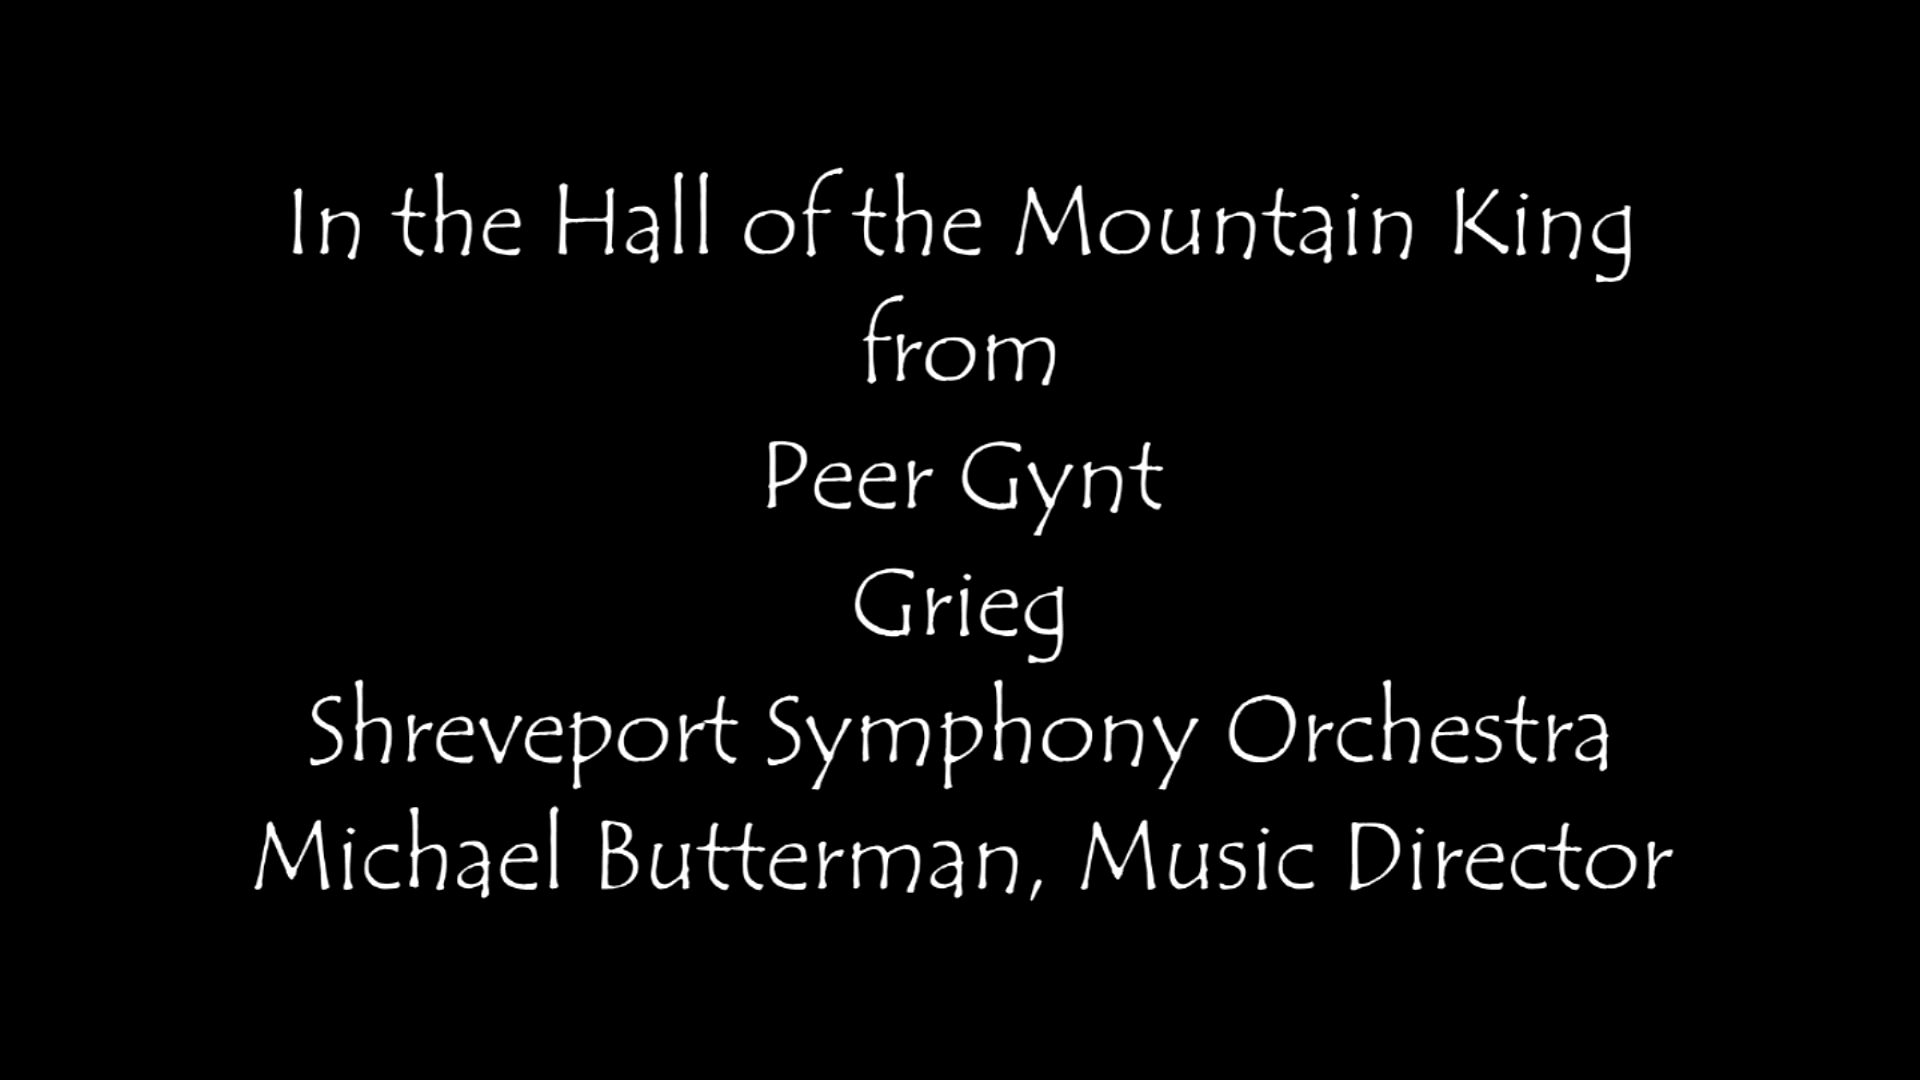 In the Hall of the Mountain King
from
Peer Gynt
Grieg
Shreveport Symphony Orchestra
Michael Butterman, Music Director